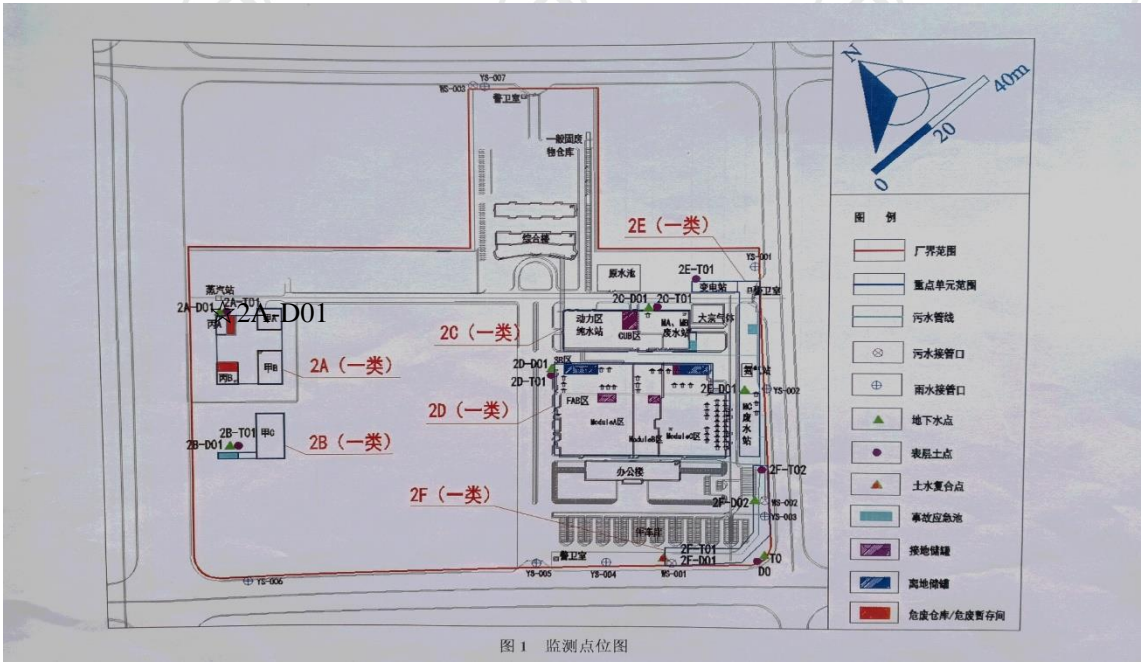 YS-007
WS-003
警卫室
一般固废
物仓库
综合楼
2E（一类）
YS-001
原水池
2E-T01
变电站
警卫室
蒸汽站
2A-D01
2A-T01
2A-D01
丙A
甲A
2C-D01
2C-T01
动力区
纯水站
CUB区
废水站
大宗气体
2C（一类）
2A（一类）
丙B
甲B
2D-D01
2D-T01
SB区
2D（一类）
FAB区
ModuleA区
ModuleB区
ModuleC区
2E-D01
YS-002
MC
废
水
站
2B-D01
2B-T01
甲C
2B（一类）
办公楼
2F（一类）
2F-T02
2F-D02
WS-002
YS-003
停车库
警卫室
2F-T01
2F-D01
T0
D0
YS-005
YS-004
WS-001
YS-006
N
0
20
40m
图 例
厂界范围
重点单元范围
污水管线
污水接管口
雨水接管口
地下水点
表层土点
土水复合点
事故应急池
接地储罐
离地储罐
危废仓库/危废暂存间
图 1 监测点位图